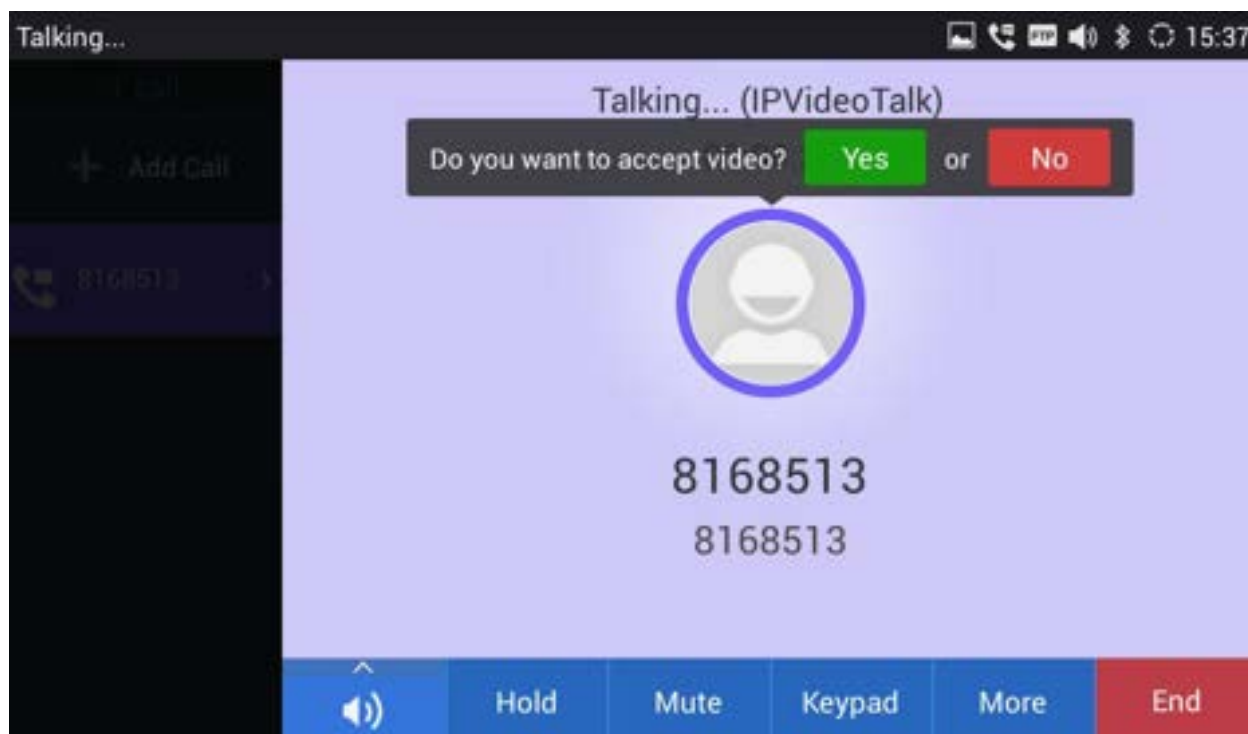 Talking...
FTP
15:37
1 Call
+ Add Call
8168513
Talking... (IPVideoTalk)
Do you want to accept video? Yes or No
8168513
8168513
Hold
Mute
Keypad
More
End